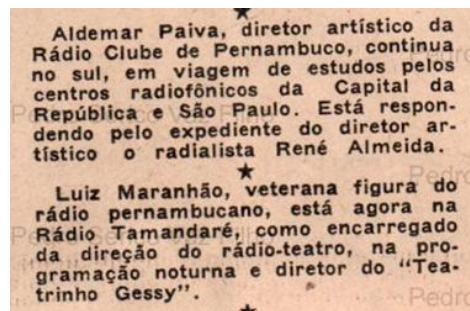 ★
Aldemar Paiva, diretor artístico da
Rádio Clube de Pernambuco, continua
no sul, em viagem de estudos pelos
centros radiofônicos da Capital da
República e São Paulo. Está respon-
dendo pelo expediente do diretor ar-
tístico o radialista René Almeida.
★
Luiz Maranhão, veterana figura do
rádio pernambucano, está agora na
Rádio Tamandaré, como encarregado
da direção do rádio-teatro, na pro-
gramação noturna e diretor do "Tea-
trinho Gessy".